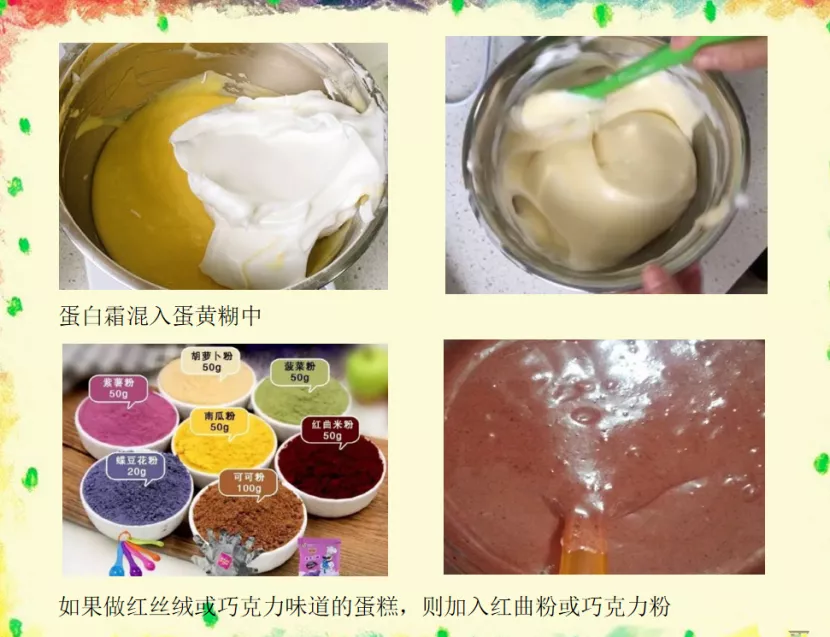 蛋白霜混入蛋黄糊中
胡萝卜粉
50g
紫薯粉
50g
菠菜粉
50g
南瓜粉
50g
红曲米粉
50g
蝶豆花粉
20g
可可粉
100g
如果做红丝绒或巧克力味道的蛋糕，则加入红曲粉或巧克力粉